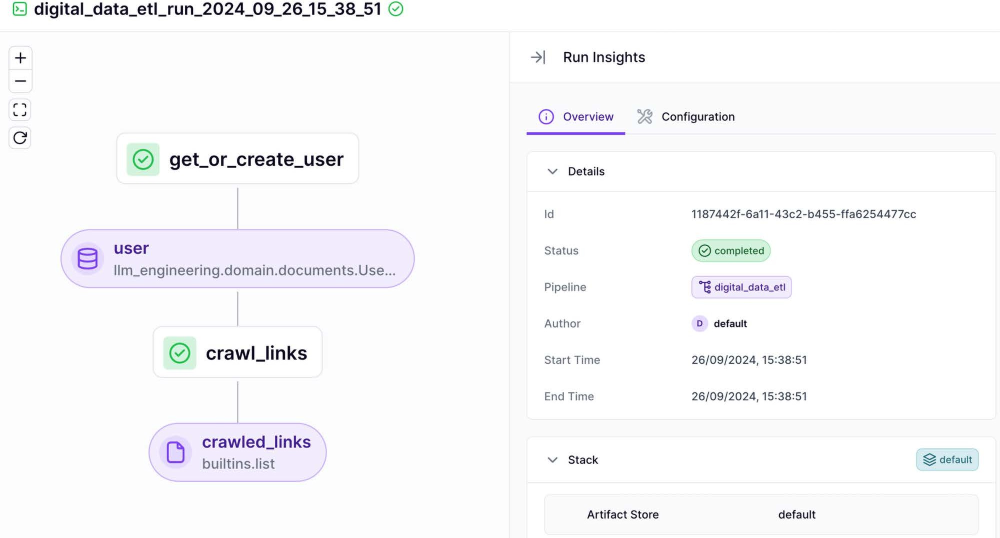 digital_data_etl_run_2024_09_26_15_38_51
get_or_create_user
user
llm_engineering.domain.documents.Use...
crawl_links
crawled_links
builtins.list
Run Insights
Overview
Configuration
Details
Id 1187442f-6a11-43c2-b455-ffa6254477cc
Status completed
Pipeline digital_data_etl
Author D default
Start Time 26/09/2024, 15:38:51
End Time 26/09/2024, 15:38:51
Stack default
Artifact Store default